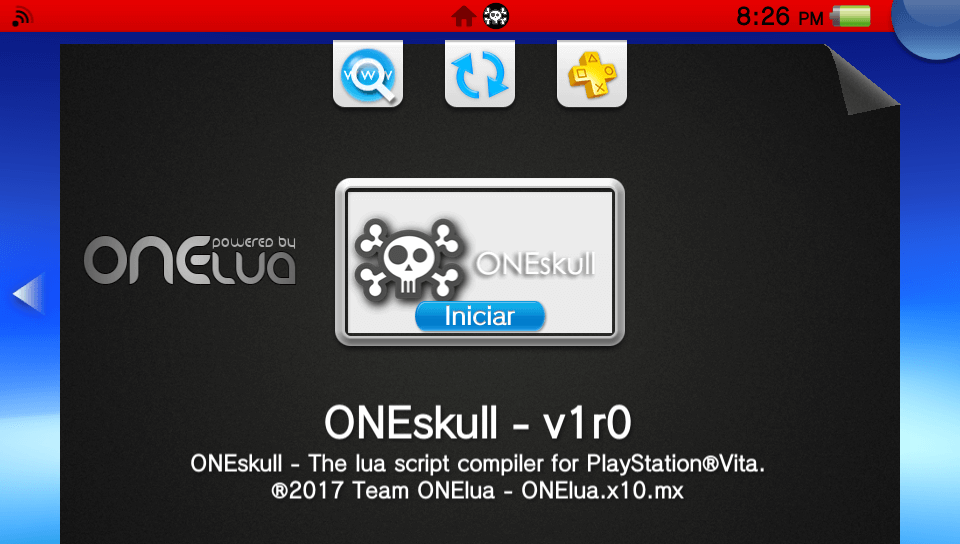 8:26 PM
www
powered by
ONElua
ONEskull
Iniciar
ONEskull - v1r0
ONEskull - The lua script compiler for PlayStation®Vita.
®2017 Team ONElua - ONElua.x10.mx